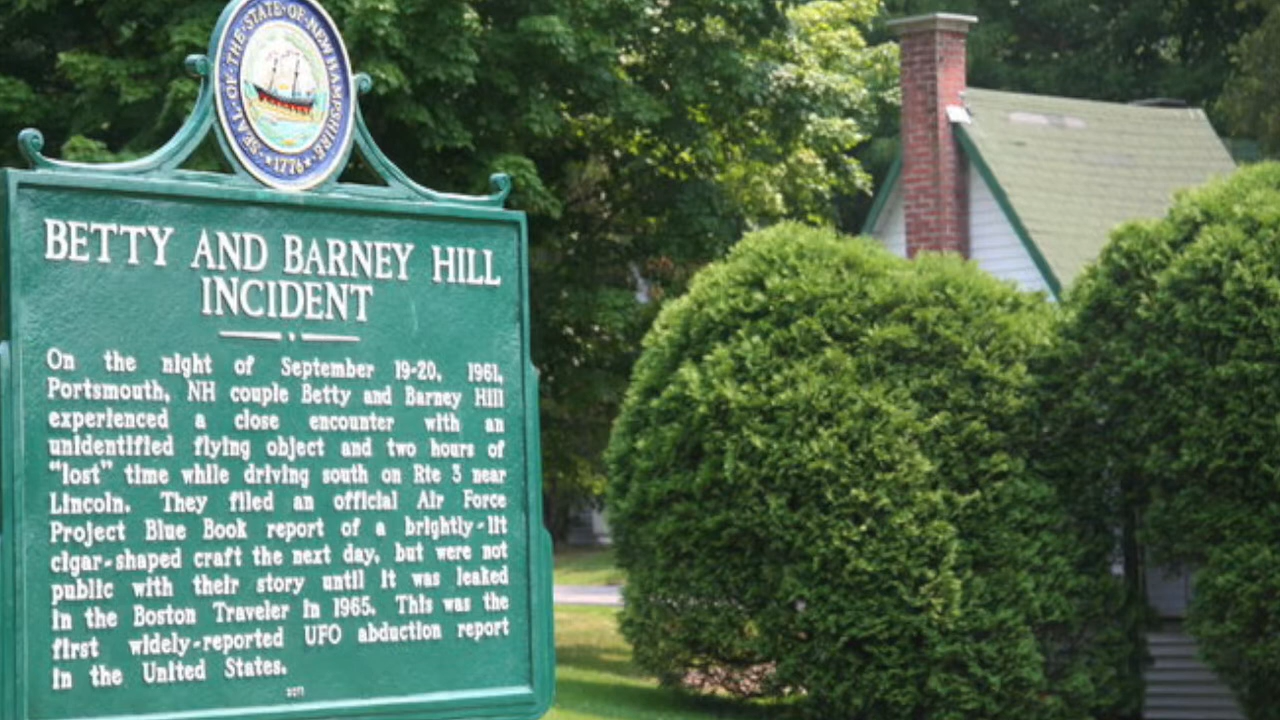 SEAL·OF·THE·STATE·OF·NEW HAMPSHIRE
★1776★
BETTY AND BARNEY HILL
INCIDENT
On the night of September 19-20, 1961,
Portsmouth, NH couple Betty and Barney Hill
experienced a close encounter with an
unidentified flying object and two hours of
"lost" time while driving south on Rte 3 near
Lincoln. They filed an official Air Force
Project Blue Book report of a brightly-lit
cigar-shaped craft the next day, but were not
public with their story until it was leaked
in the Boston Traveler in 1965. This was the
first widely-reported UFO abduction report
in the United States.
2011